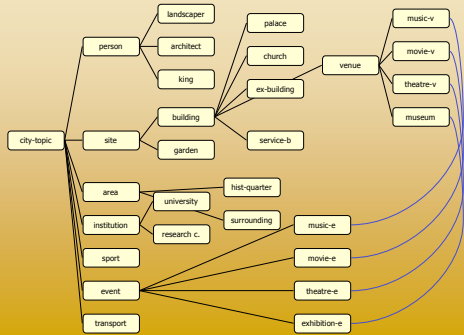 landscaper
palace
music-v
person
architect
church
venue
movie-v
king
ex-building
theatre-v
building
museum
city-topic
site
service-b
garden
area
hist-quarter
university
institution
surrounding
research c.
music-e
sport
movie-e
event
theatre-e
transport
exhibition-e